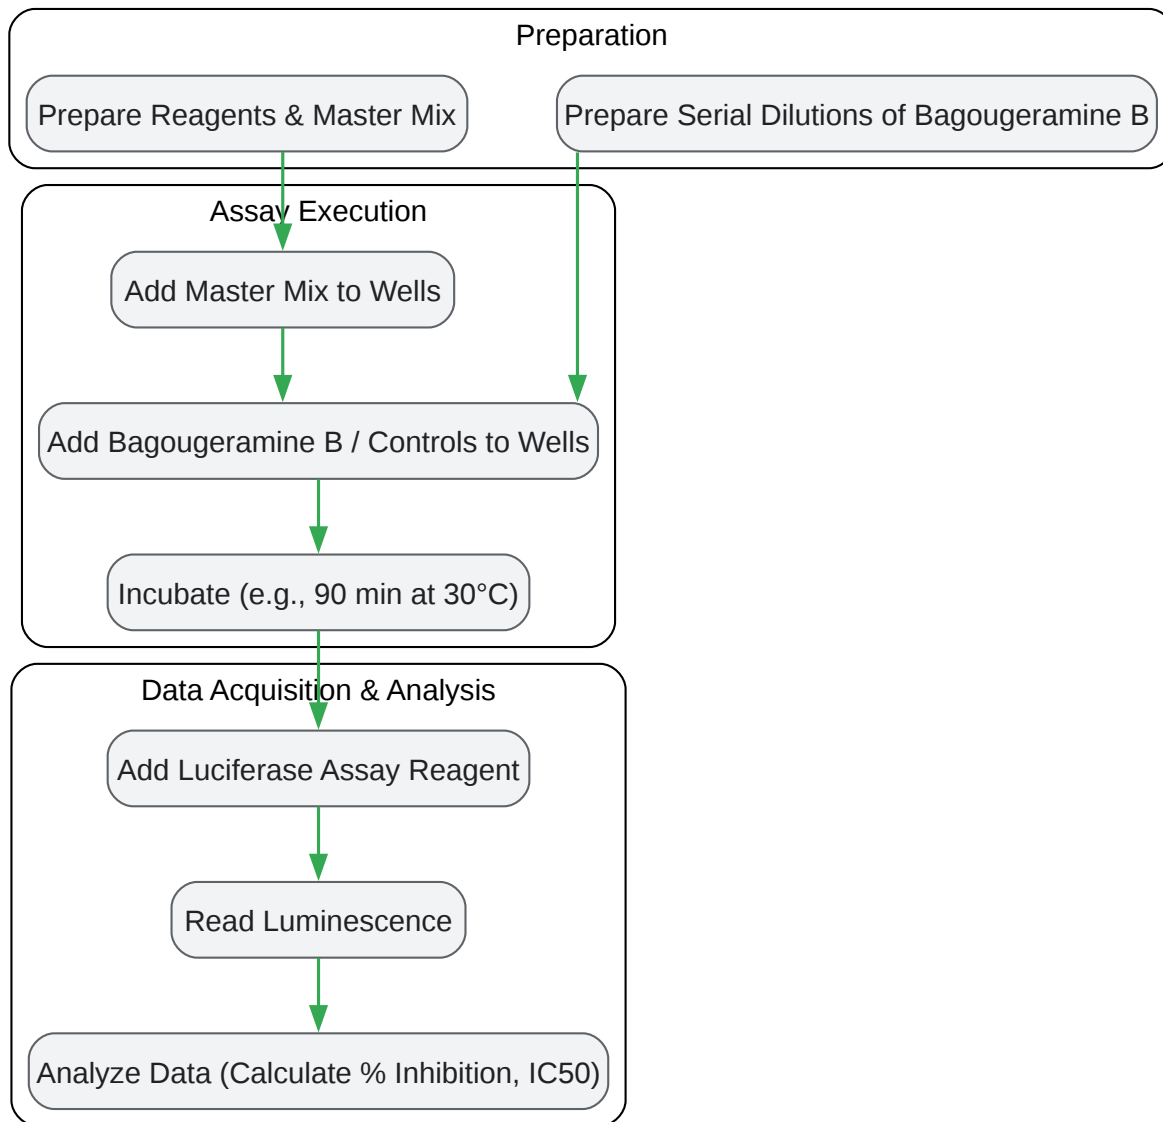 Preparation
Prepare Reagents & Master Mix
Prepare Serial Dilutions of Bagougeramine B
Assay Execution
Add Master Mix to Wells
Add Bagougeramine B / Controls to Wells
Incubate (e.g., 90 min at 30°C)
Data Acquisition & Analysis
Add Luciferase Assay Reagent
Read Luminescence
Analyze Data (Calculate % Inhibition, IC50)